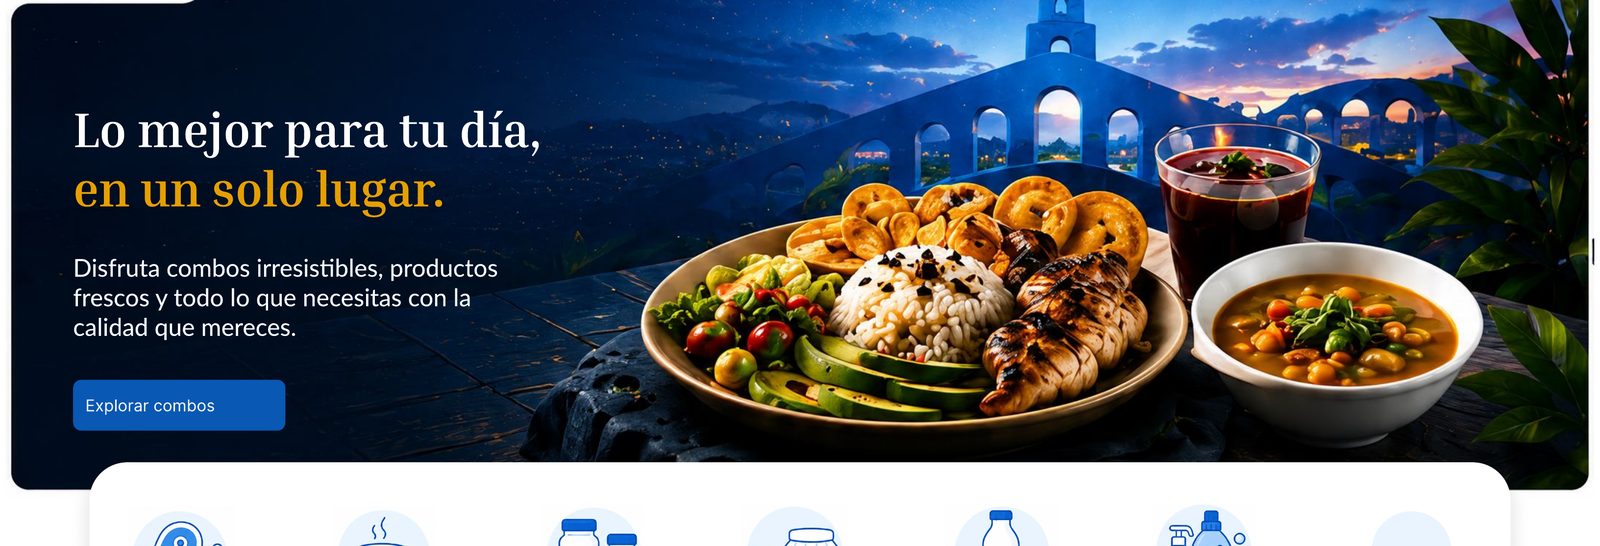 Lo mejor para tu día,
en un solo lugar.
Disfruta combos irresistibles, productos
frescos y todo lo que necesitas con la
calidad que mereces.
Explorar combos